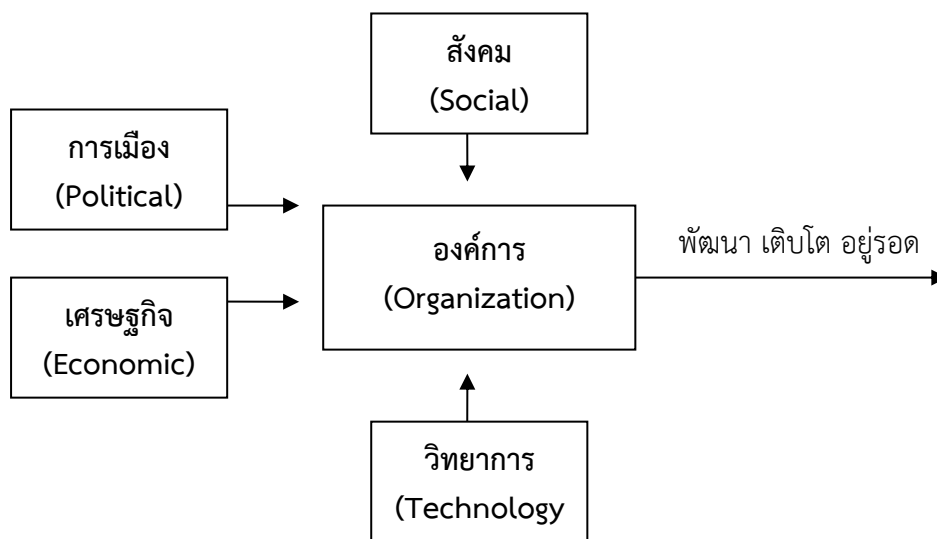 สังคม
(Social)
การเมือง
(Political)
องค์การ
(Organization)
พัฒนา เติบโต อยู่รอด
เศรษฐกิจ
(Economic)
วิทยาการ
(Technology